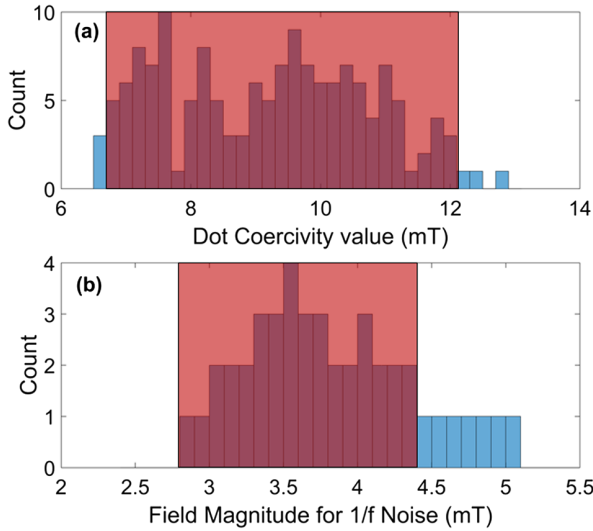 (a)
10
5
0
Count
6 8 10 12 14
Dot Coercivity value (mT)
(b)
4
3
2
1
0
Count
2 2.5 3 3.5 4 4.5 5 5.5
Field Magnitude for 1/f Noise (mT)